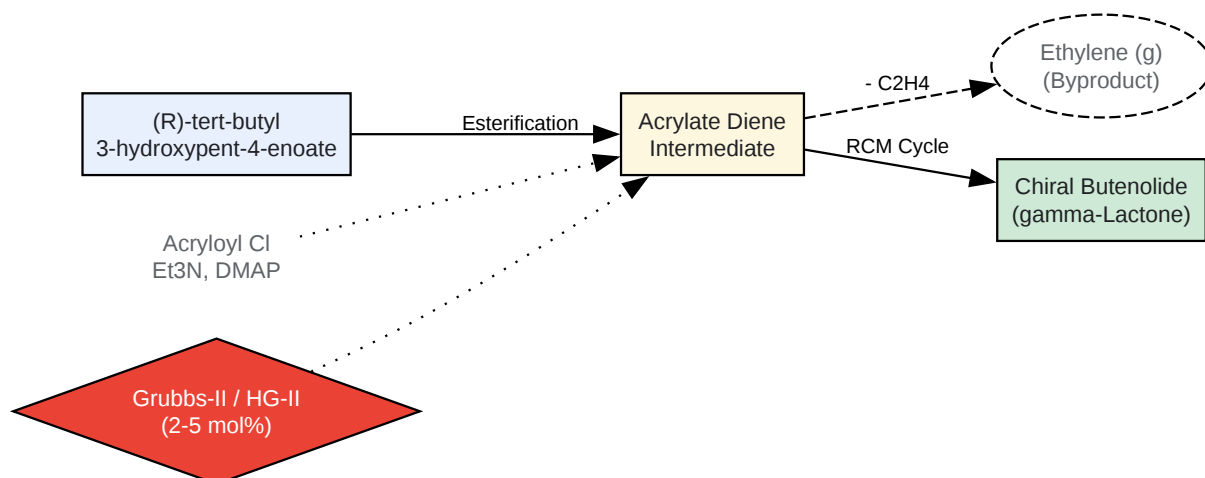 Ethylene (g)
(Byproduct)
- C2H4
(R)-tert-butyl
3-hydroxypent-4-enoate
Esterification
Acrylate Diene
Intermediate
RCM Cycle
Chiral Butenolide
(gamma-Lactone)
Acryloyl Cl
Et3N, DMAP
Grubbs-II / HG-II
(2-5 mol%)